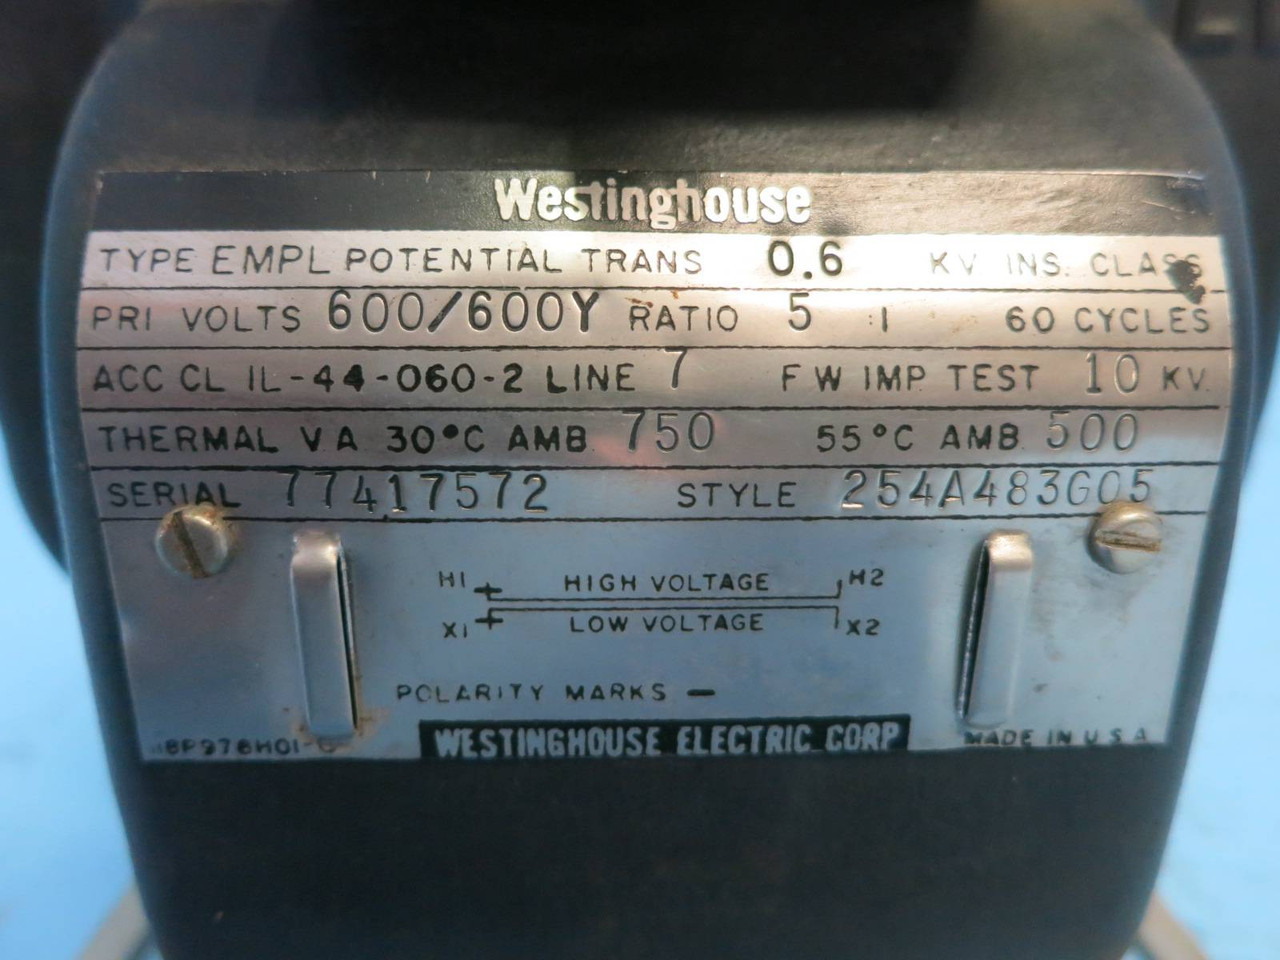 Westinghouse
TYPE EMPL POTENTIAL TRANS 0.6 KV INS. CLASS
PRI VOLTS 600/600Y RATIO 5 :1 60 CYCLES
ACC CL IL-44-060-2 LINE 7 FW IMP TEST 10 KV.
THERMAL VA 30°C AMB. 750 55°C AMB. 500
SERIAL 77417572 STYLE 254A483G05
H1 HIGH VOLTAGE H2
X1 LOW VOLTAGE X2
POLARITY MARKS —
WESTINGHOUSE ELECTRIC CORP
MADE IN U.S.A.